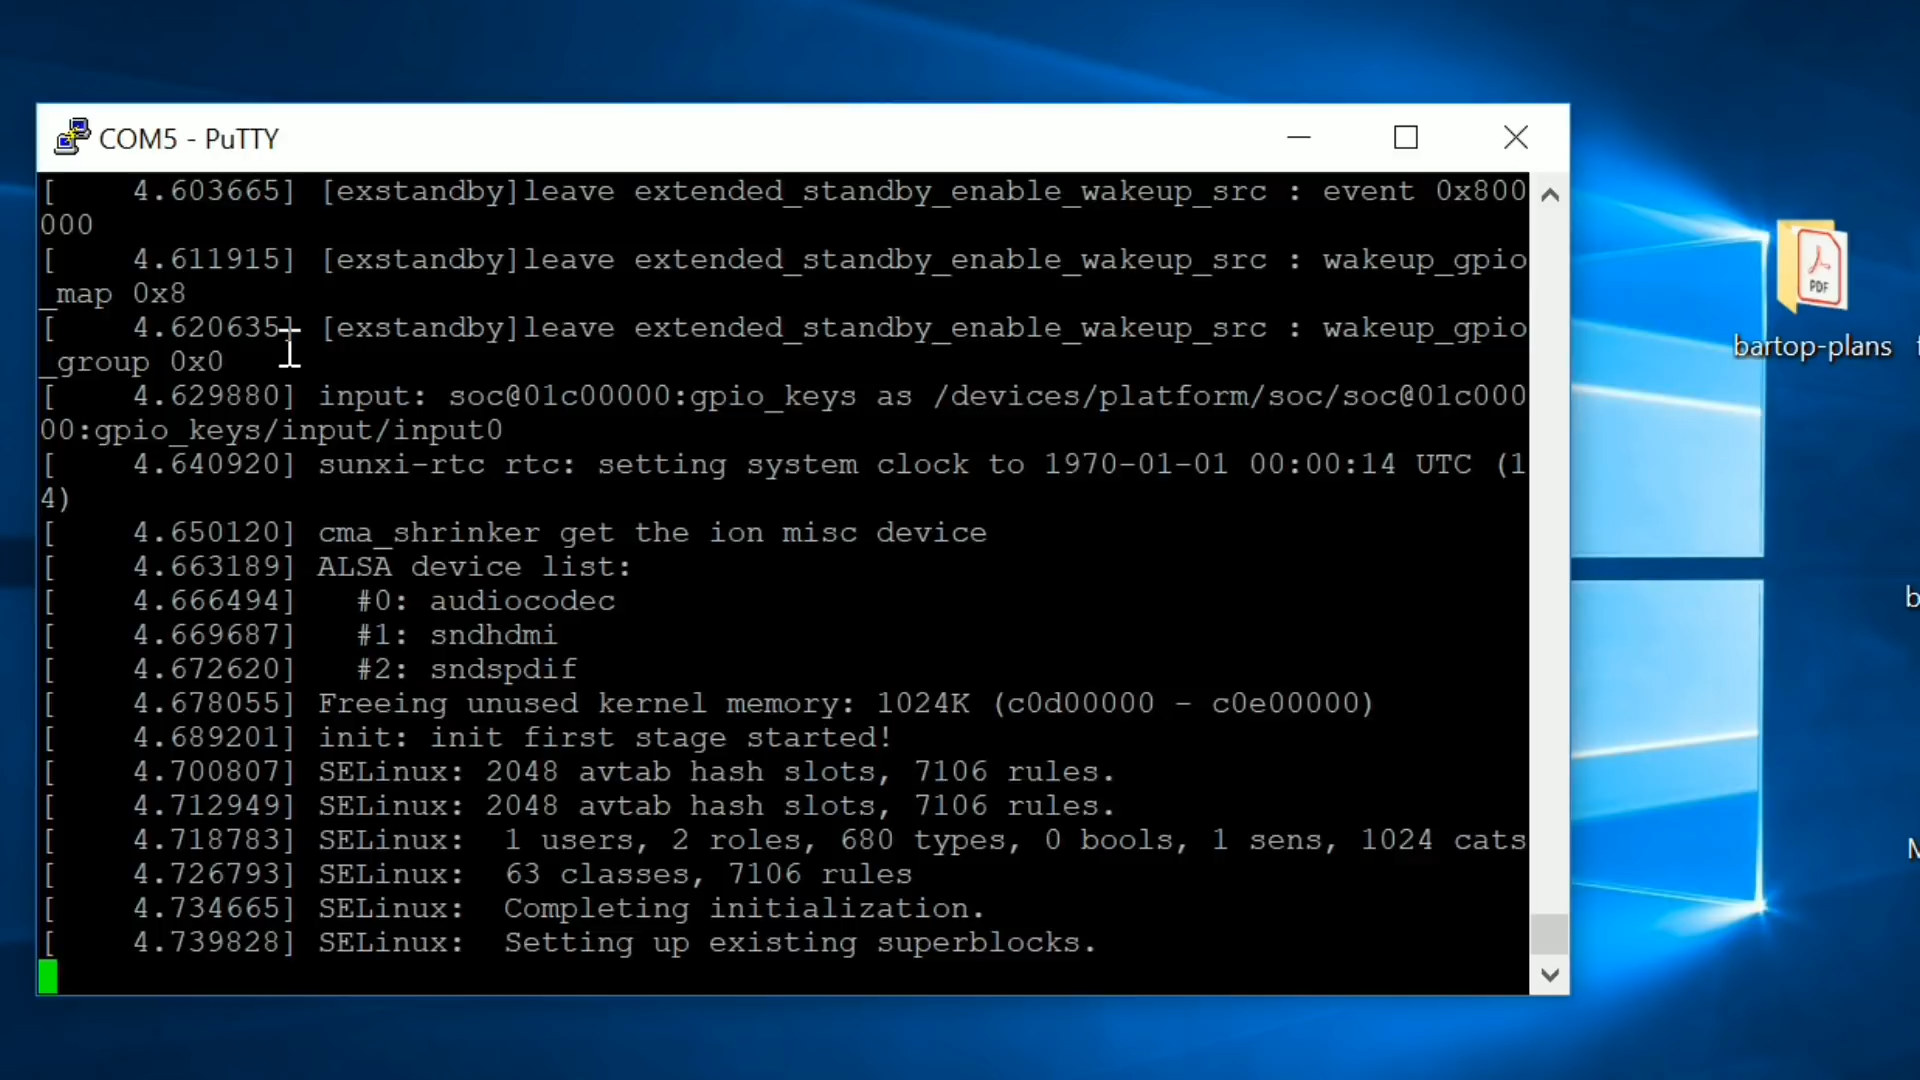 COM5 - PuTTY
[    4.603665] [exstandby]leave extended_standby_enable_wakeup_src : event 0x800
000
[    4.611915] [exstandby]leave extended_standby_enable_wakeup_src : wakeup_gpio
_map 0x8
[    4.620635] [exstandby]leave extended_standby_enable_wakeup_src : wakeup_gpio
_group 0x0
[    4.629880] input: soc@01c00000:gpio_keys as /devices/platform/soc/soc@01c000
00:gpio_keys/input/input0
[    4.640920] sunxi-rtc rtc: setting system clock to 1970-01-01 00:00:14 UTC (1
4)
[    4.650120] cma_shrinker get the ion misc device
[    4.663189] ALSA device list:
[    4.666494]   #0: audiocodec
[    4.669687]   #1: sndhdmi
[    4.672620]   #2: sndspdif
[    4.678055] Freeing unused kernel memory: 1024K (c0d00000 - c0e00000)
[    4.689201] init: init first stage started!
[    4.700807] SELinux: 2048 avtab hash slots, 7106 rules.
[    4.712949] SELinux: 2048 avtab hash slots, 7106 rules.
[    4.718783] SELinux:  1 users, 2 roles, 680 types, 0 bools, 1 sens, 1024 cats
[    4.726793] SELinux:  63 classes, 7106 rules
[    4.734665] SELinux:  Completing initialization.
[    4.739828] SELinux:  Setting up existing superblocks.
PDF
bartop-plans